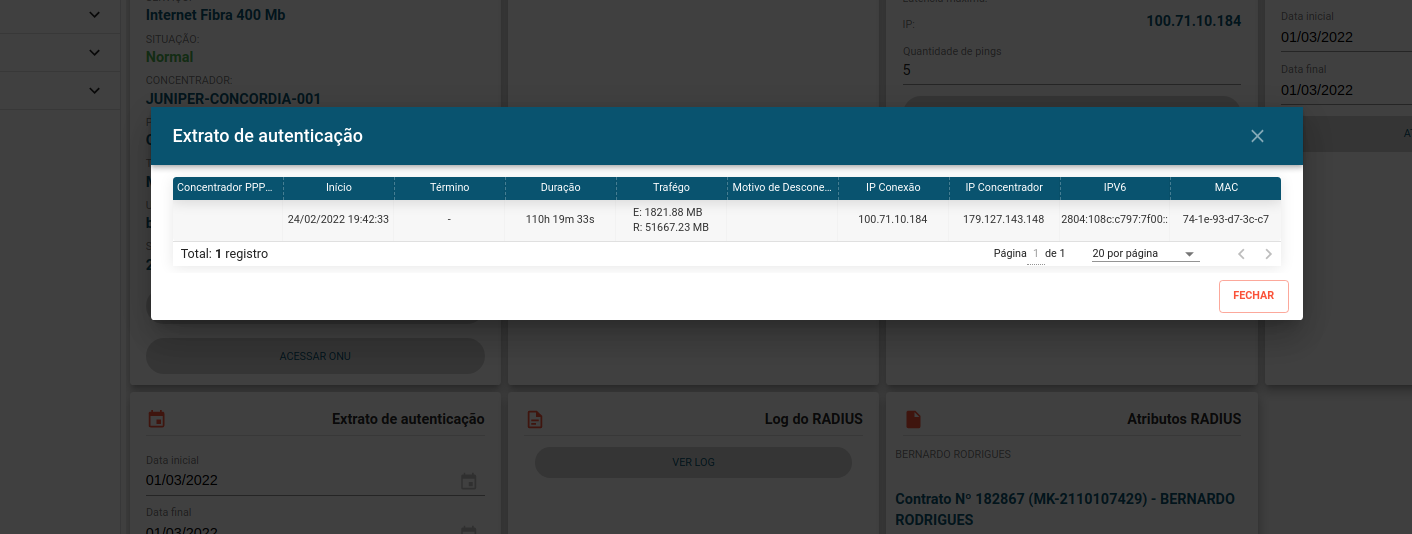 Internet Fibra 400 Mb
SITUAÇÃO:
Normal
CONCENTRADOR:
JUNIPER-CONCORDIA-001
IP:
100.71.10.184
Quantidade de pings
5
Data inicial
01/03/2022
Data final
01/03/2022
Extrato de autenticação
Concentrador PPP... Início Término Duração Trafégo Motivo de Descone... IP Conexão IP Concentrador IPV6 MAC
24/02/2022 19:42:33 - 110h 19m 33s E: 1821.88 MB 100.71.10.184 179.127.143.148 2804:108c:c797:7f00:: 74-1e-93-d7-3c-c7
R: 51667.23 MB
Total: 1 registro Página 1 de 1 20 por página
FECHAR
ACESSAR ONU
Extrato de autenticação
Data inicial
01/03/2022
Data final
01/03/2022
Log do RADIUS
VER LOG
Atributos RADIUS
BERNARDO RODRIGUES
Contrato Nº 182867 (MK-2110107429) - BERNARDO
RODRIGUES